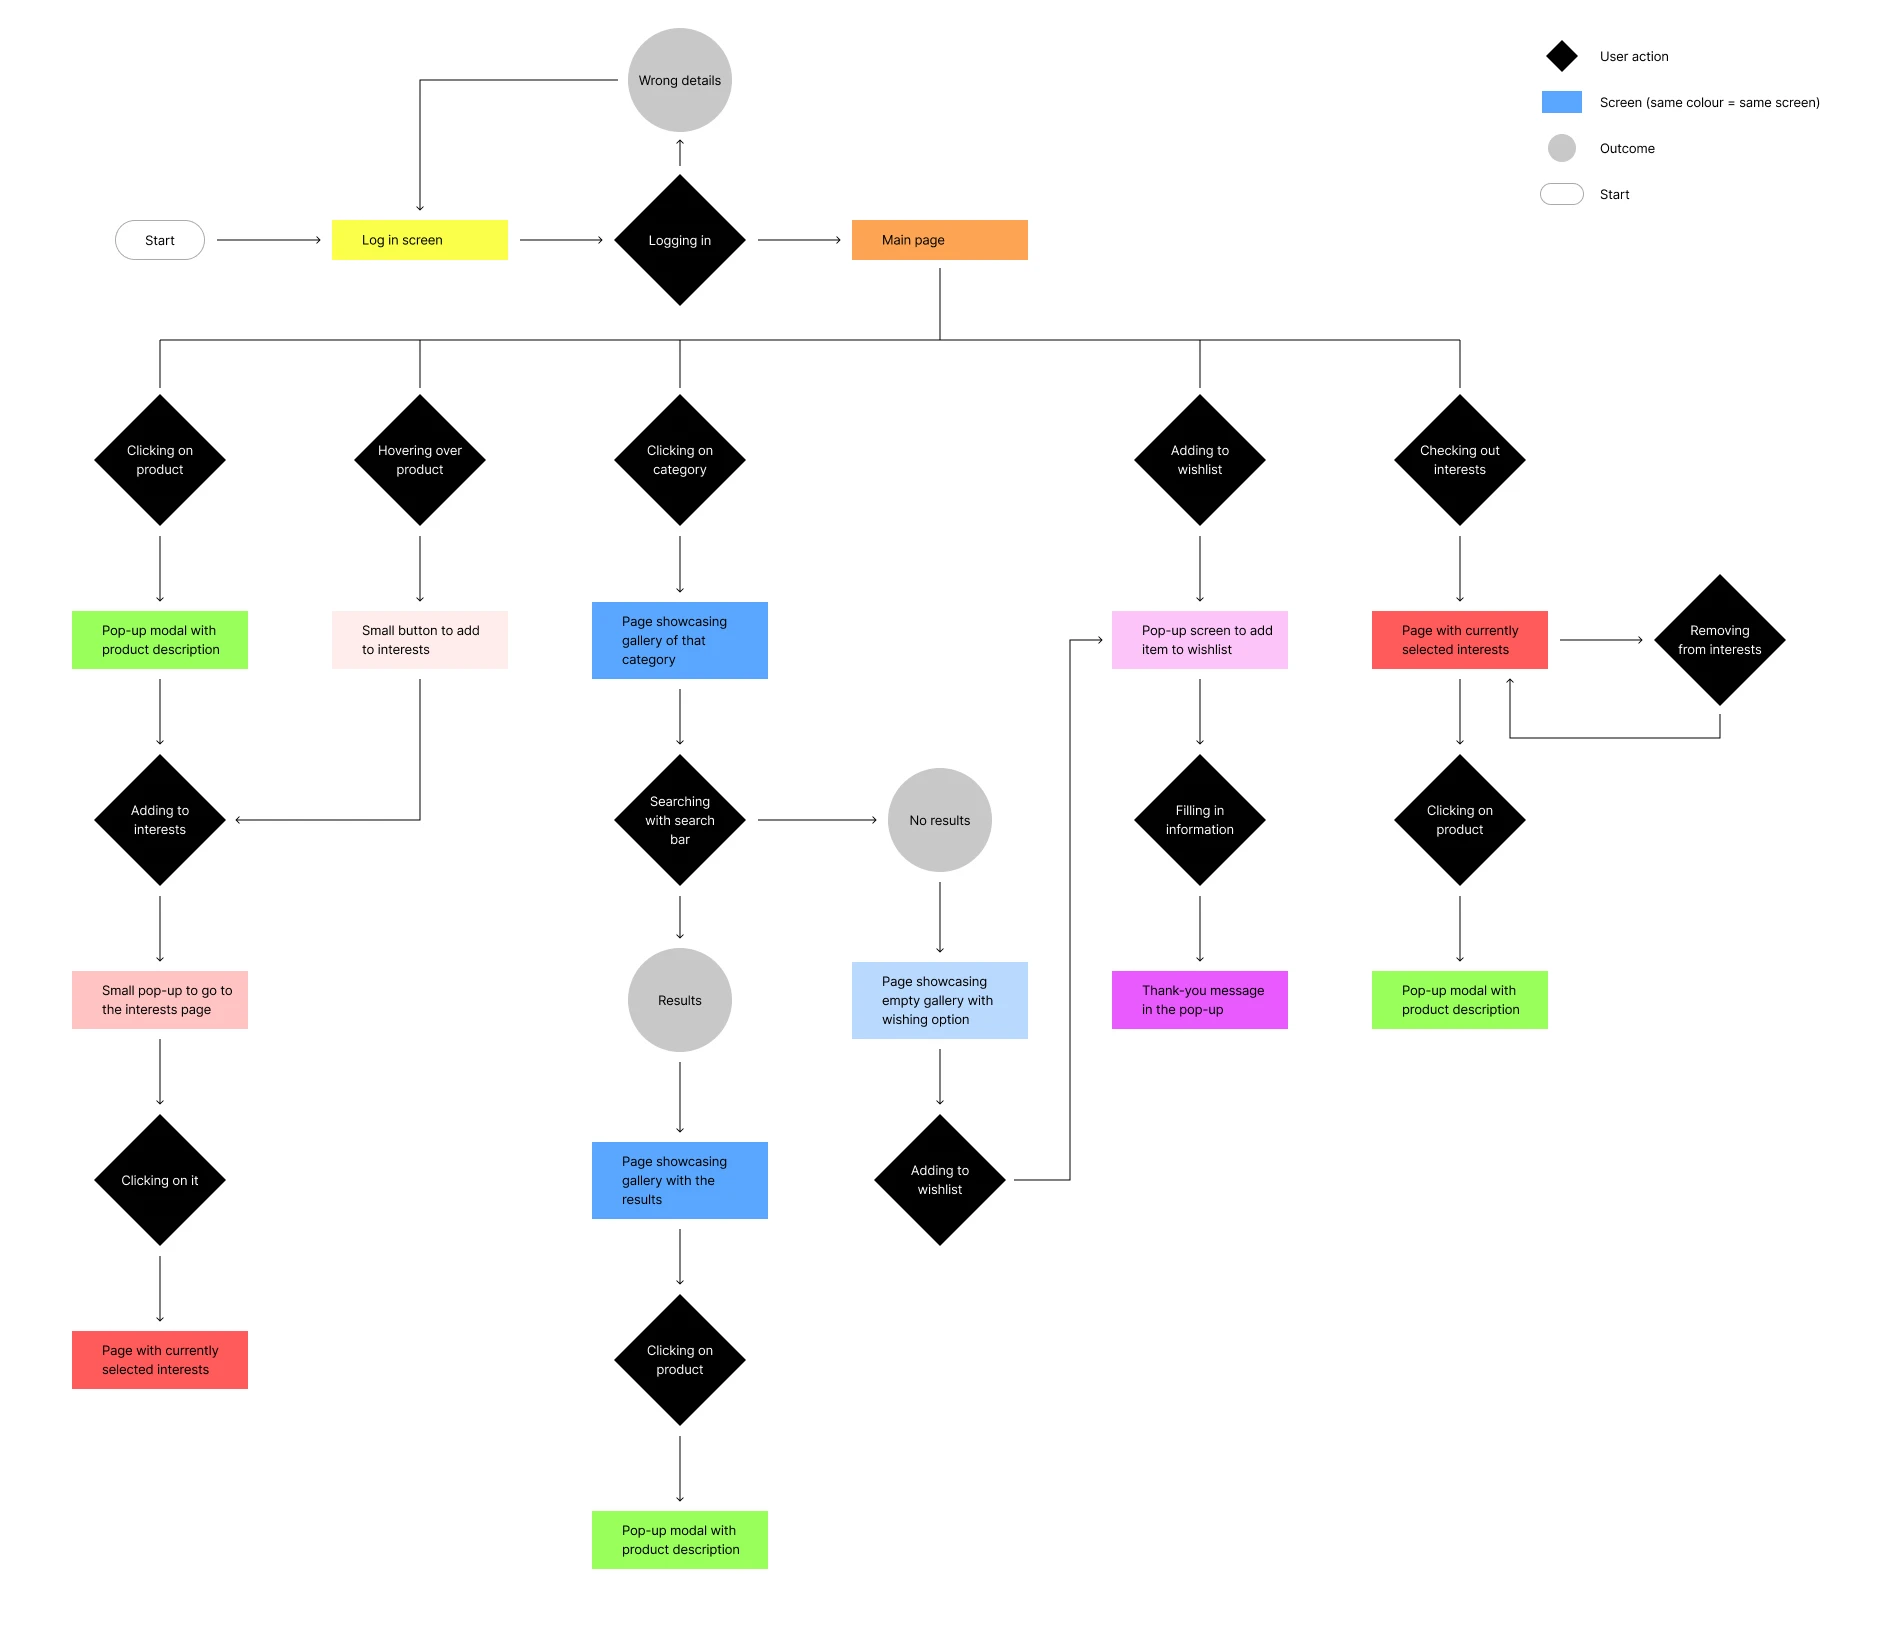 Wrong details
User action
Screen (same colour = same screen)
Outcome
Start
Start
Log in screen
Logging in
Main page
Clicking on
product
Hovering over
product
Clicking on
category
Adding to
wishlist
Checking out
interests
Pop-up modal with
product description
Small button to add
to interests
Page showcasing
gallery of that
category
Pop-up screen to add
item to wishlist
Page with currently
selected interests
Removing
from interests
Adding to
interests
Searching
with search
bar
No results
Filling in
information
Clicking on
product
Small pop-up to go to
the interests page
Results
Page showcasing
empty gallery with
wishing option
Thank-you message
in the pop-up
Pop-up modal with
product description
Clicking on it
Page showcasing
gallery with the
results
Adding to
wishlist
Page with currently
selected interests
Clicking on
product
Pop-up modal with
product description